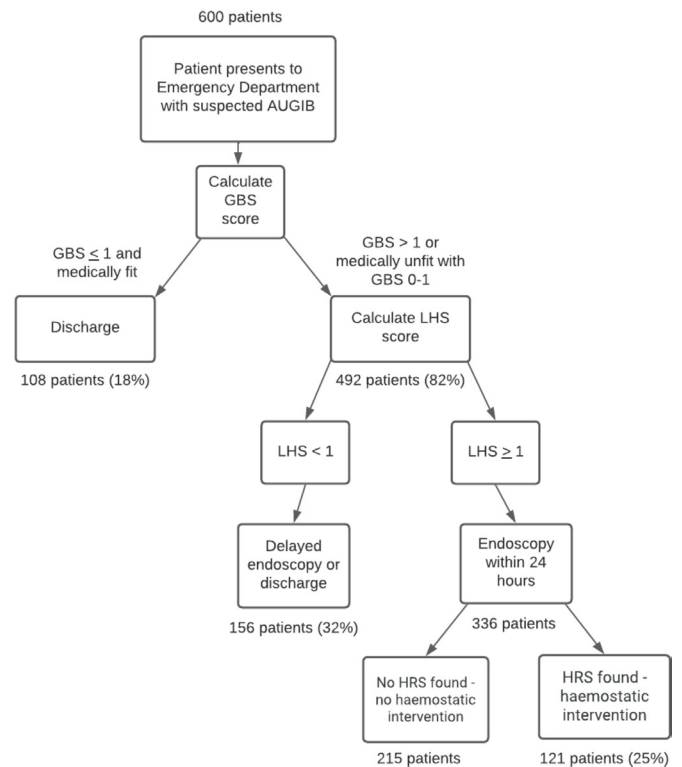 600 patients
Patient presents to
Emergency Department
with suspected AUGIB
Calculate
GBS
score
GBS ≤ 1 and
medically fit
GBS > 1 or
medically unfit with
GBS 0-1
Discharge
Calculate LHS
score
108 patients (18%)
492 patients (82%)
LHS < 1
LHS ≥ 1
Delayed
endoscopy or
discharge
Endoscopy
within 24
hours
156 patients (32%)
336 patients
No HRS found -
no haemostatic
intervention
HRS found -
haemostatic
intervention
215 patients
121 patients (25%)